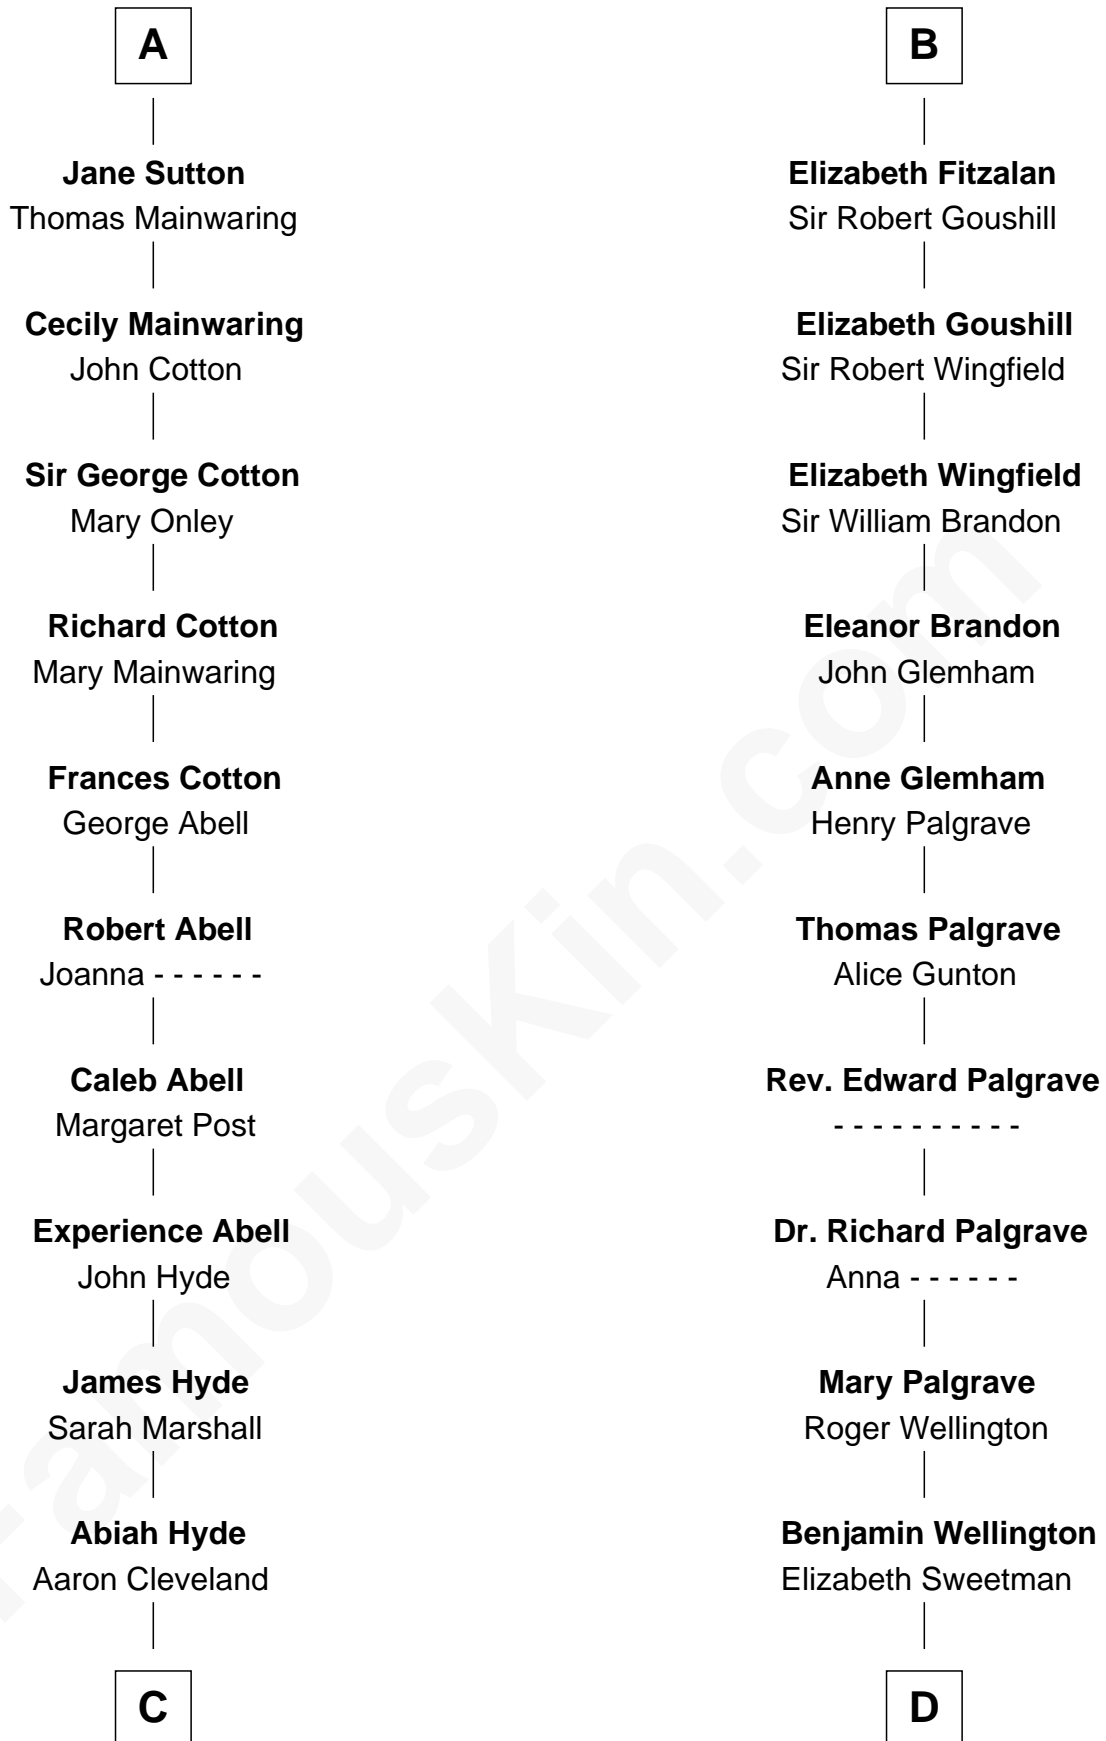 A
Jane Sutton
Thomas Mainwaring
Cecily Mainwaring
John Cotton
Sir George Cotton
Mary Onley
Richard Cotton
Mary Mainwaring
Frances Cotton
George Abell
Robert Abell
Joanna - - - - - -
Caleb Abell
Margaret Post
Experience Abell
John Hyde
James Hyde
Sarah Marshall
Abiah Hyde
Aaron Cleveland
C
B
Elizabeth Fitzalan
Sir Robert Goushill
Elizabeth Goushill
Sir Robert Wingfield
Elizabeth Wingfield
Sir William Brandon
Eleanor Brandon
John Glemham
Anne Glemham
Henry Palgrave
Thomas Palgrave
Alice Gunton
Rev. Edward Palgrave
- - - - - - - - - -
Dr. Richard Palgrave
Anna - - - - - -
Mary Palgrave
Roger Wellington
Benjamin Wellington
Elizabeth Sweetman
D
FamousKin.com